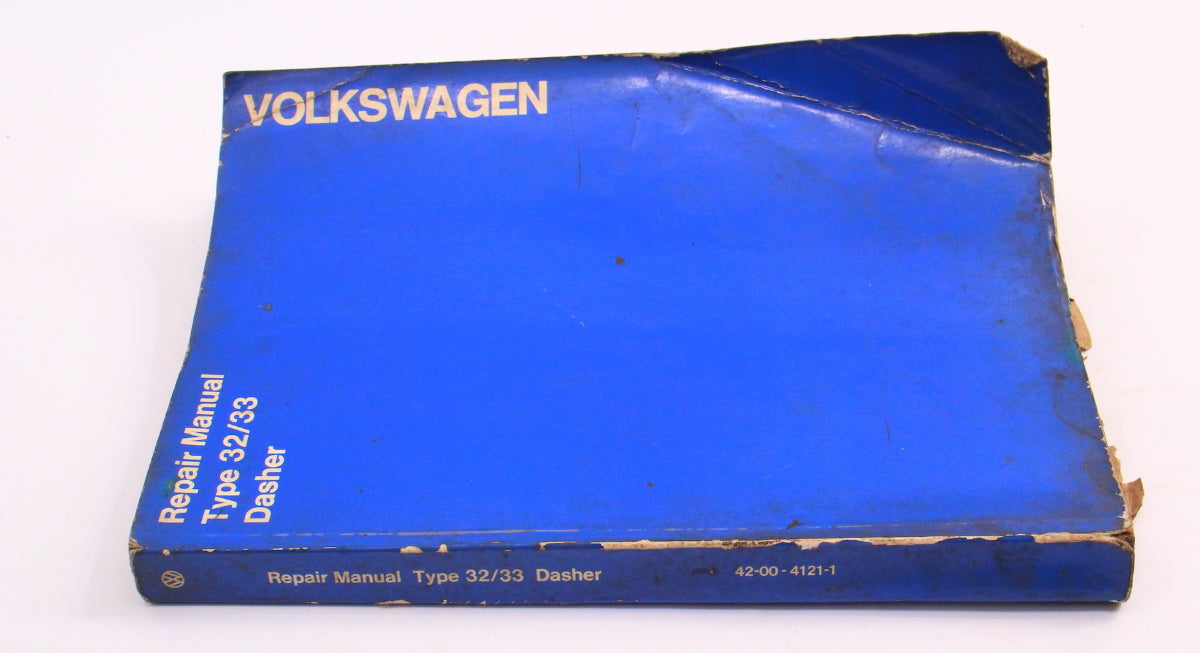 VOLKSWAGEN
Repair Manual
Type 32/33
Dasher
Repair Manual Type 32/33 Dasher
42-00-4121-1